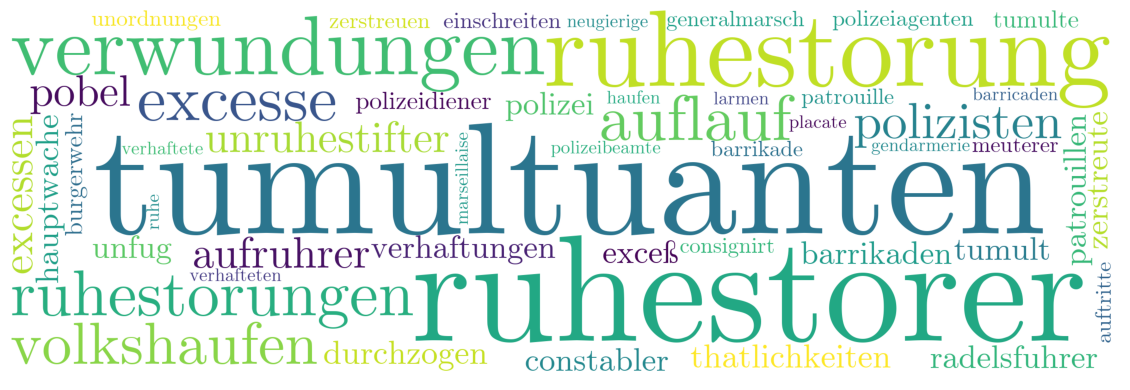 unordnungen
zerstreuen
einschreiten
neugierige
generalmarsch
polizeiagenten
tumulte
verwundungen
ruhestorung
pobel
excesse
polizeidiener
polizei
haufen
larmen
patrouille
barricaden
auflauf
placate
polizisten
excessen
hauptwache
burgerwehr
unruhestifter
verhaftete
marseillaise
polizeibeamte
barrikade
gendarmerie
meuterer
patrouillen
zerstreute
tumultuanten
ruhe
unfug
aufruhrer
verhaftungen
exceß
consignirt
barrikaden
tumult
verhafteten
ruhestorungen
ruhestorer
auftritte
volkshaufen
durchzogen
constabler
thatlichkeiten
radelsfuhrer